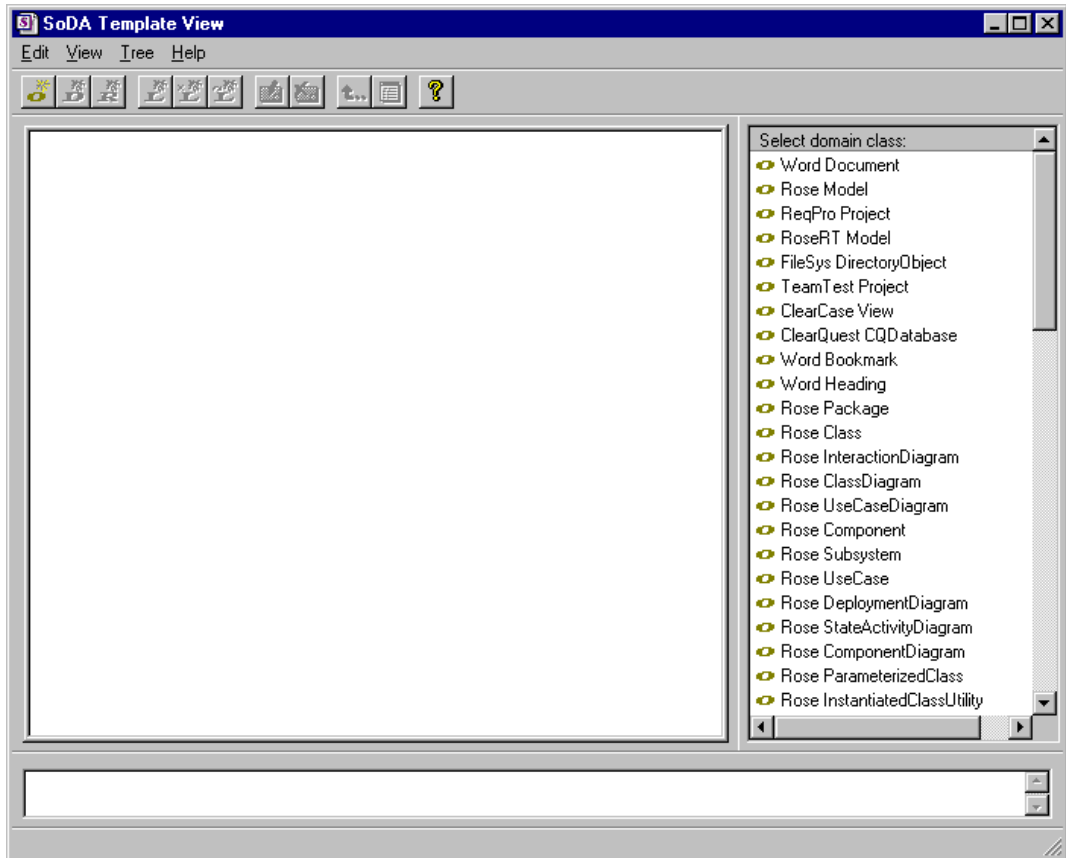 SoDA Template View
Edit View Tree Help
Select domain class:
Word Document
Rose Model
ReqPro Project
RoseRT Model
FileSys DirectoryObject
TeamTest Project
ClearCase View
ClearQuest CQDatabase
Word Bookmark
Word Heading
Rose Package
Rose Class
Rose InteractionDiagram
Rose ClassDiagram
Rose UseCaseDiagram
Rose Component
Rose Subsystem
Rose UseCase
Rose DeploymentDiagram
Rose StateActivityDiagram
Rose ComponentDiagram
Rose ParameterizedClass
Rose InstantiatedClassUtility